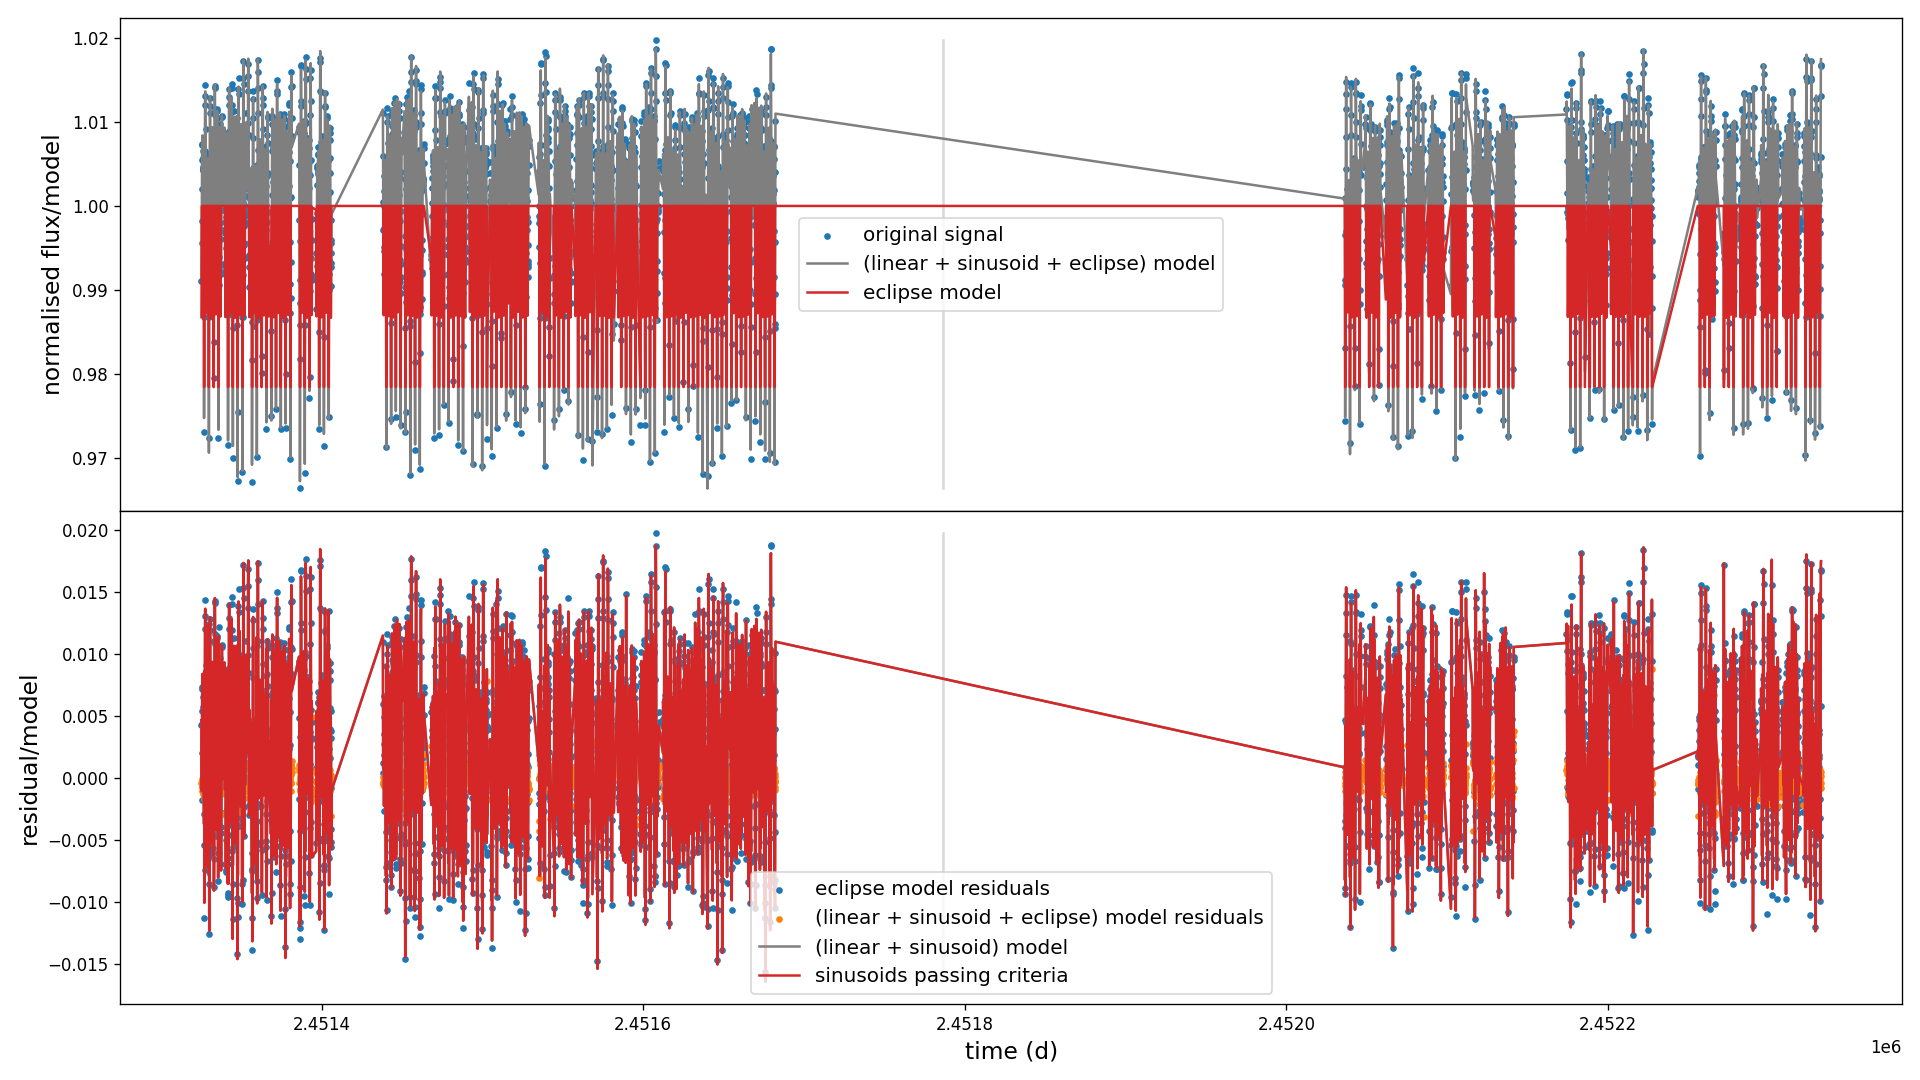 1.02
1.01
1.00
0.99
0.98
0.97
normalised flux/model
original signal
(linear + sinusoid + eclipse) model
eclipse model
0.020
0.015
0.010
0.005
0.000
−0.005
−0.010
−0.015
residual/model
eclipse model residuals
(linear + sinusoid + eclipse) model residuals
(linear + sinusoid) model
sinusoids passing criteria
2.4514 2.4516 2.4518 2.4520 2.4522
1e6
time (d)